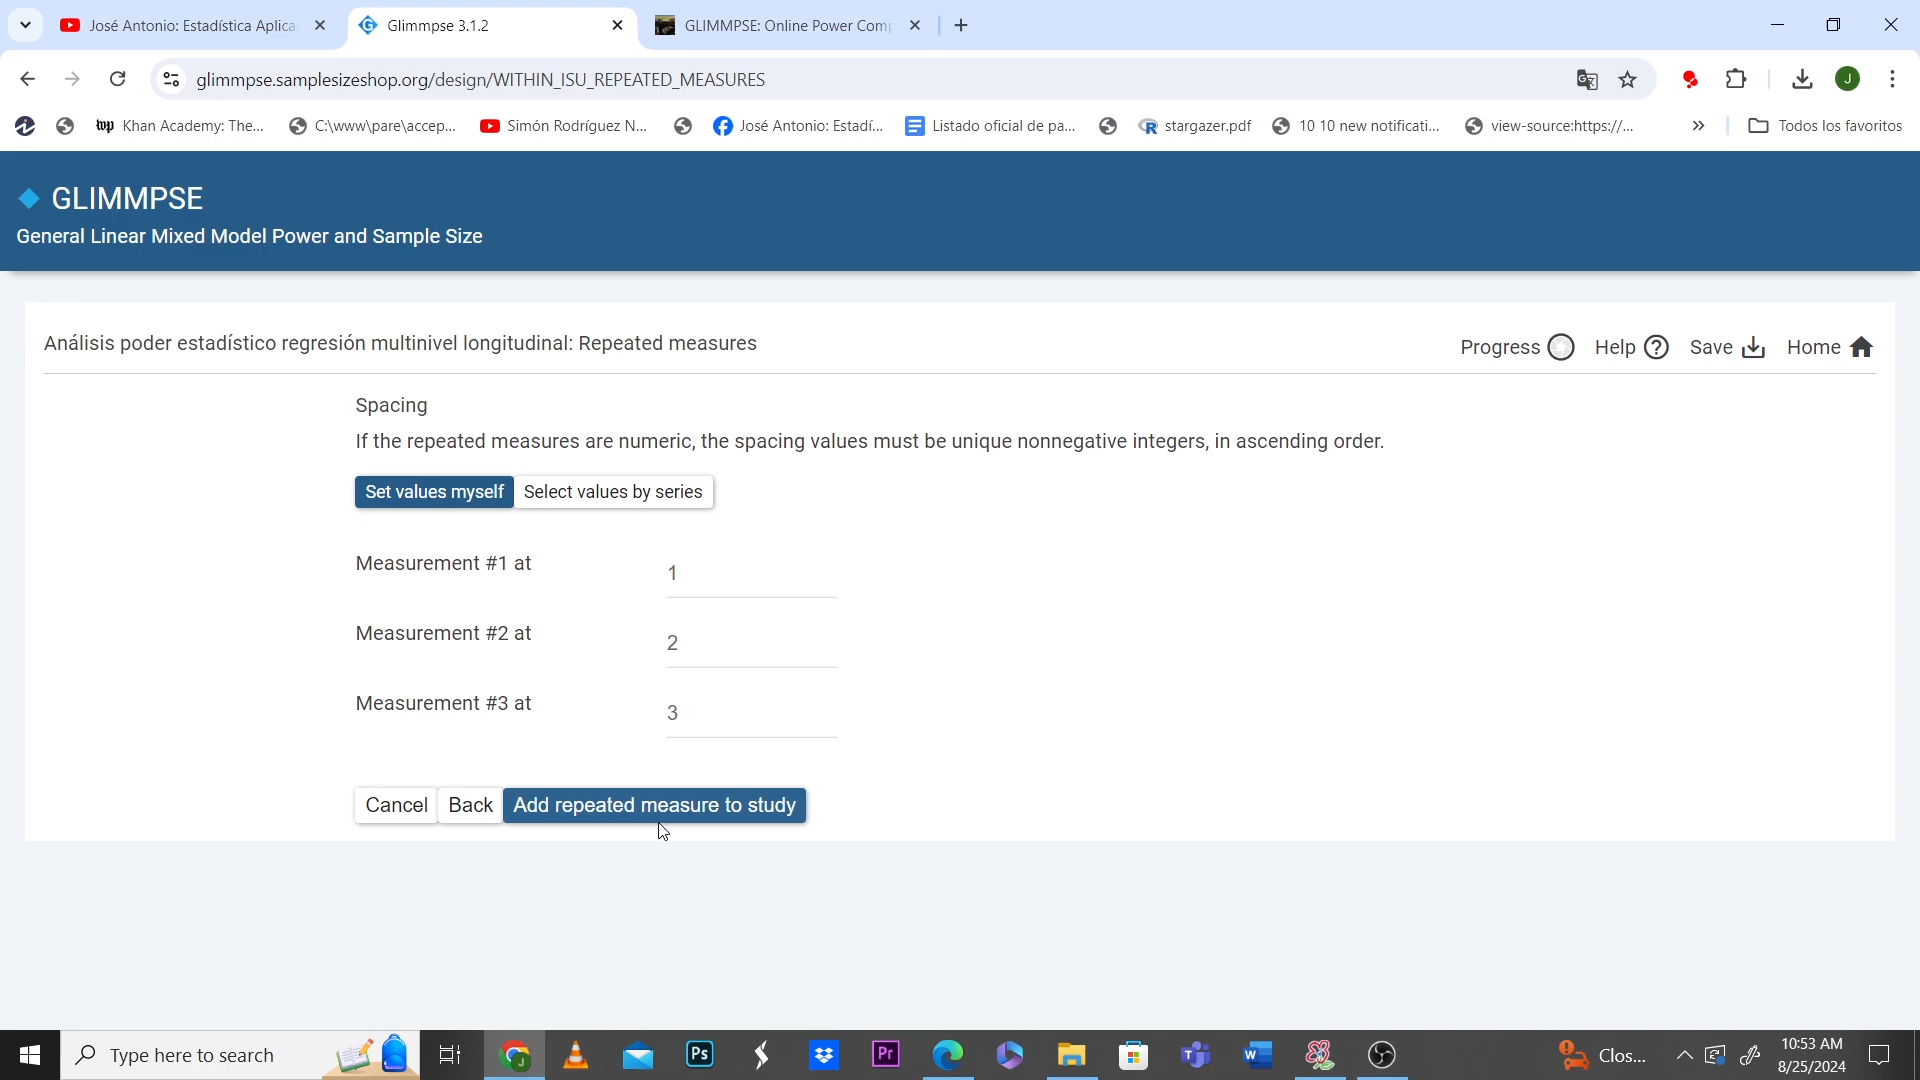 José Antonio: Estadística Aplica
Glimmpse 3.1.2
GLIMMPSE: Online Power Comp
glimmpse.samplesizeshop.org/design/WITHIN_ISU_REPEATED_MEASURES
J
wp Khan Academy: The...
C:\www\pare\accep...
Simón Rodríguez N...
José Antonio: Estadí...
Listado oficial de pa...
stargazer.pdf
10 10 new notificati...
view-source:https://...
»
Todos los favoritos
GLIMMPSE
General Linear Mixed Model Power and Sample Size
Análisis poder estadístico regresión multinivel longitudinal: Repeated measures
Progress
Help ?
Save
Home
Spacing
If the repeated measures are numeric, the spacing values must be unique nonnegative integers, in ascending order.
Set values myself
Select values by series
Measurement #1 at
1
Measurement #2 at
2
Measurement #3 at
3
Cancel
Back
Add repeated measure to study
Type here to search
J
Ps
Pr
T
W
Clos...
10:53 AM
8/25/2024